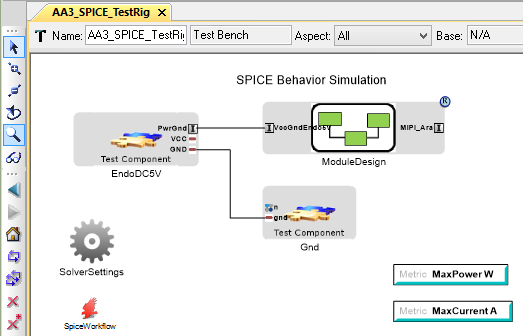 AA3_SPICE_TestRig
Name: AA3_SPICE_TestRi Test Bench Aspect: All Base: N/A
SPICE Behavior Simulation
R
PwrGnd
VCC
GND
Test Component
EndoDC5V
VccGndEndo5V
MIPI_Ara
ModuleDesign
n
gnd
Test Component
Gnd
SolverSettings
SpiceWorkflow
Metric MaxPower W
Metric MaxCurrent A